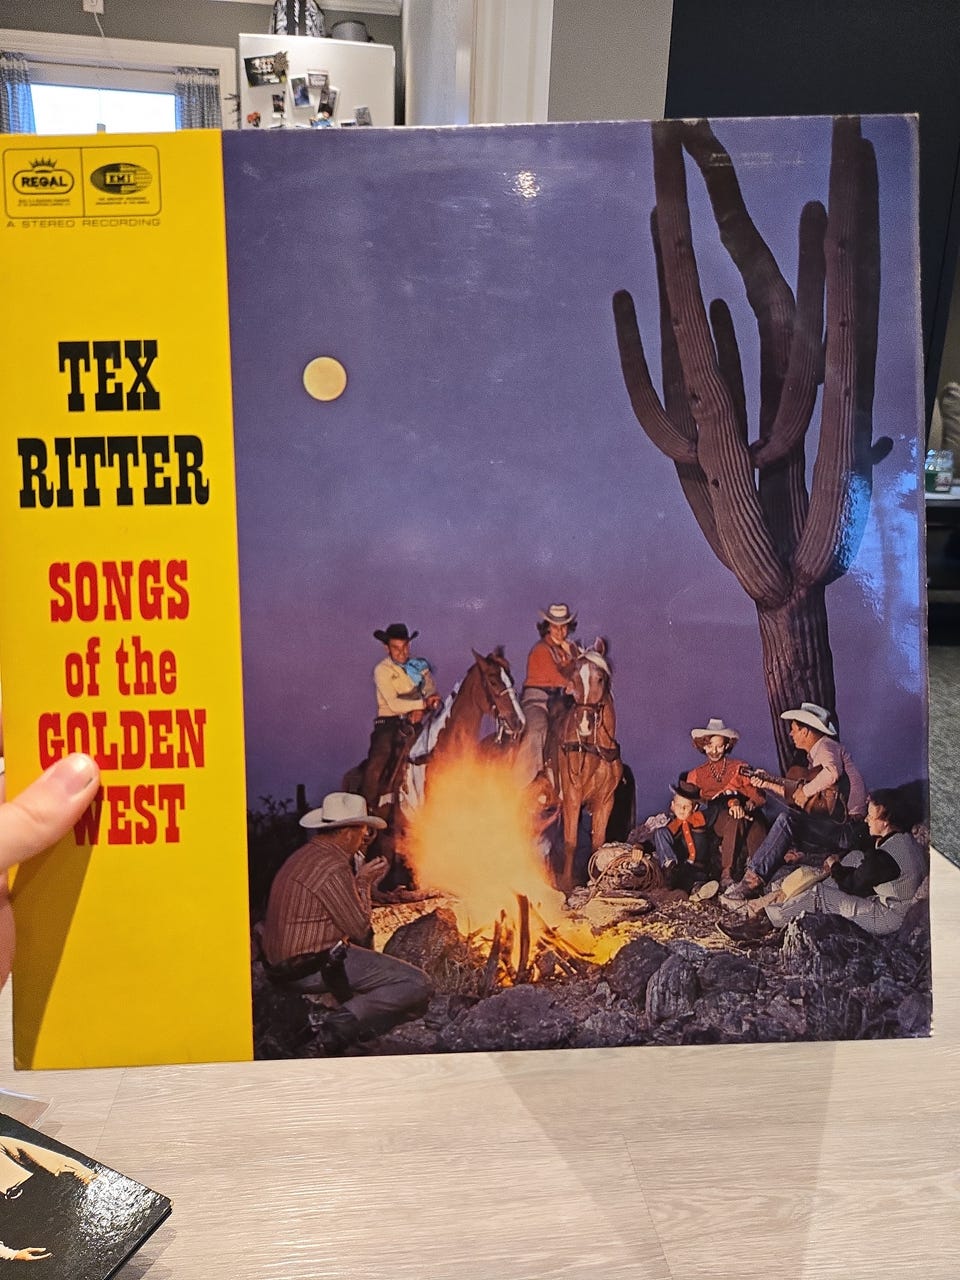 REGAL
EMI
A STEREO RECORDING
TEX
RITTER
SONGS
of the
GOLDEN
WEST